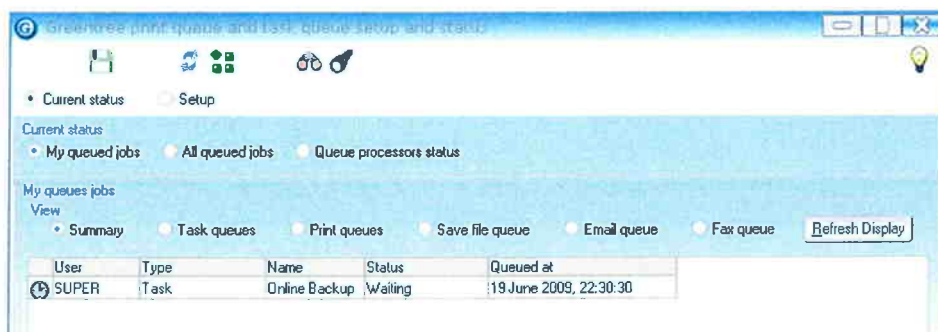 Greentree print queue and task queue setup and status
Current status Setup
Current status
My queued jobs All queued jobs Queue processors status
My queues jobs
View
Summary Task queues Print queues Save file queue Email queue Fax queue Refresh Display
User Type Name Status Queued at
SUPER Task Online Backup Waiting 19 June 2009, 22:30:30